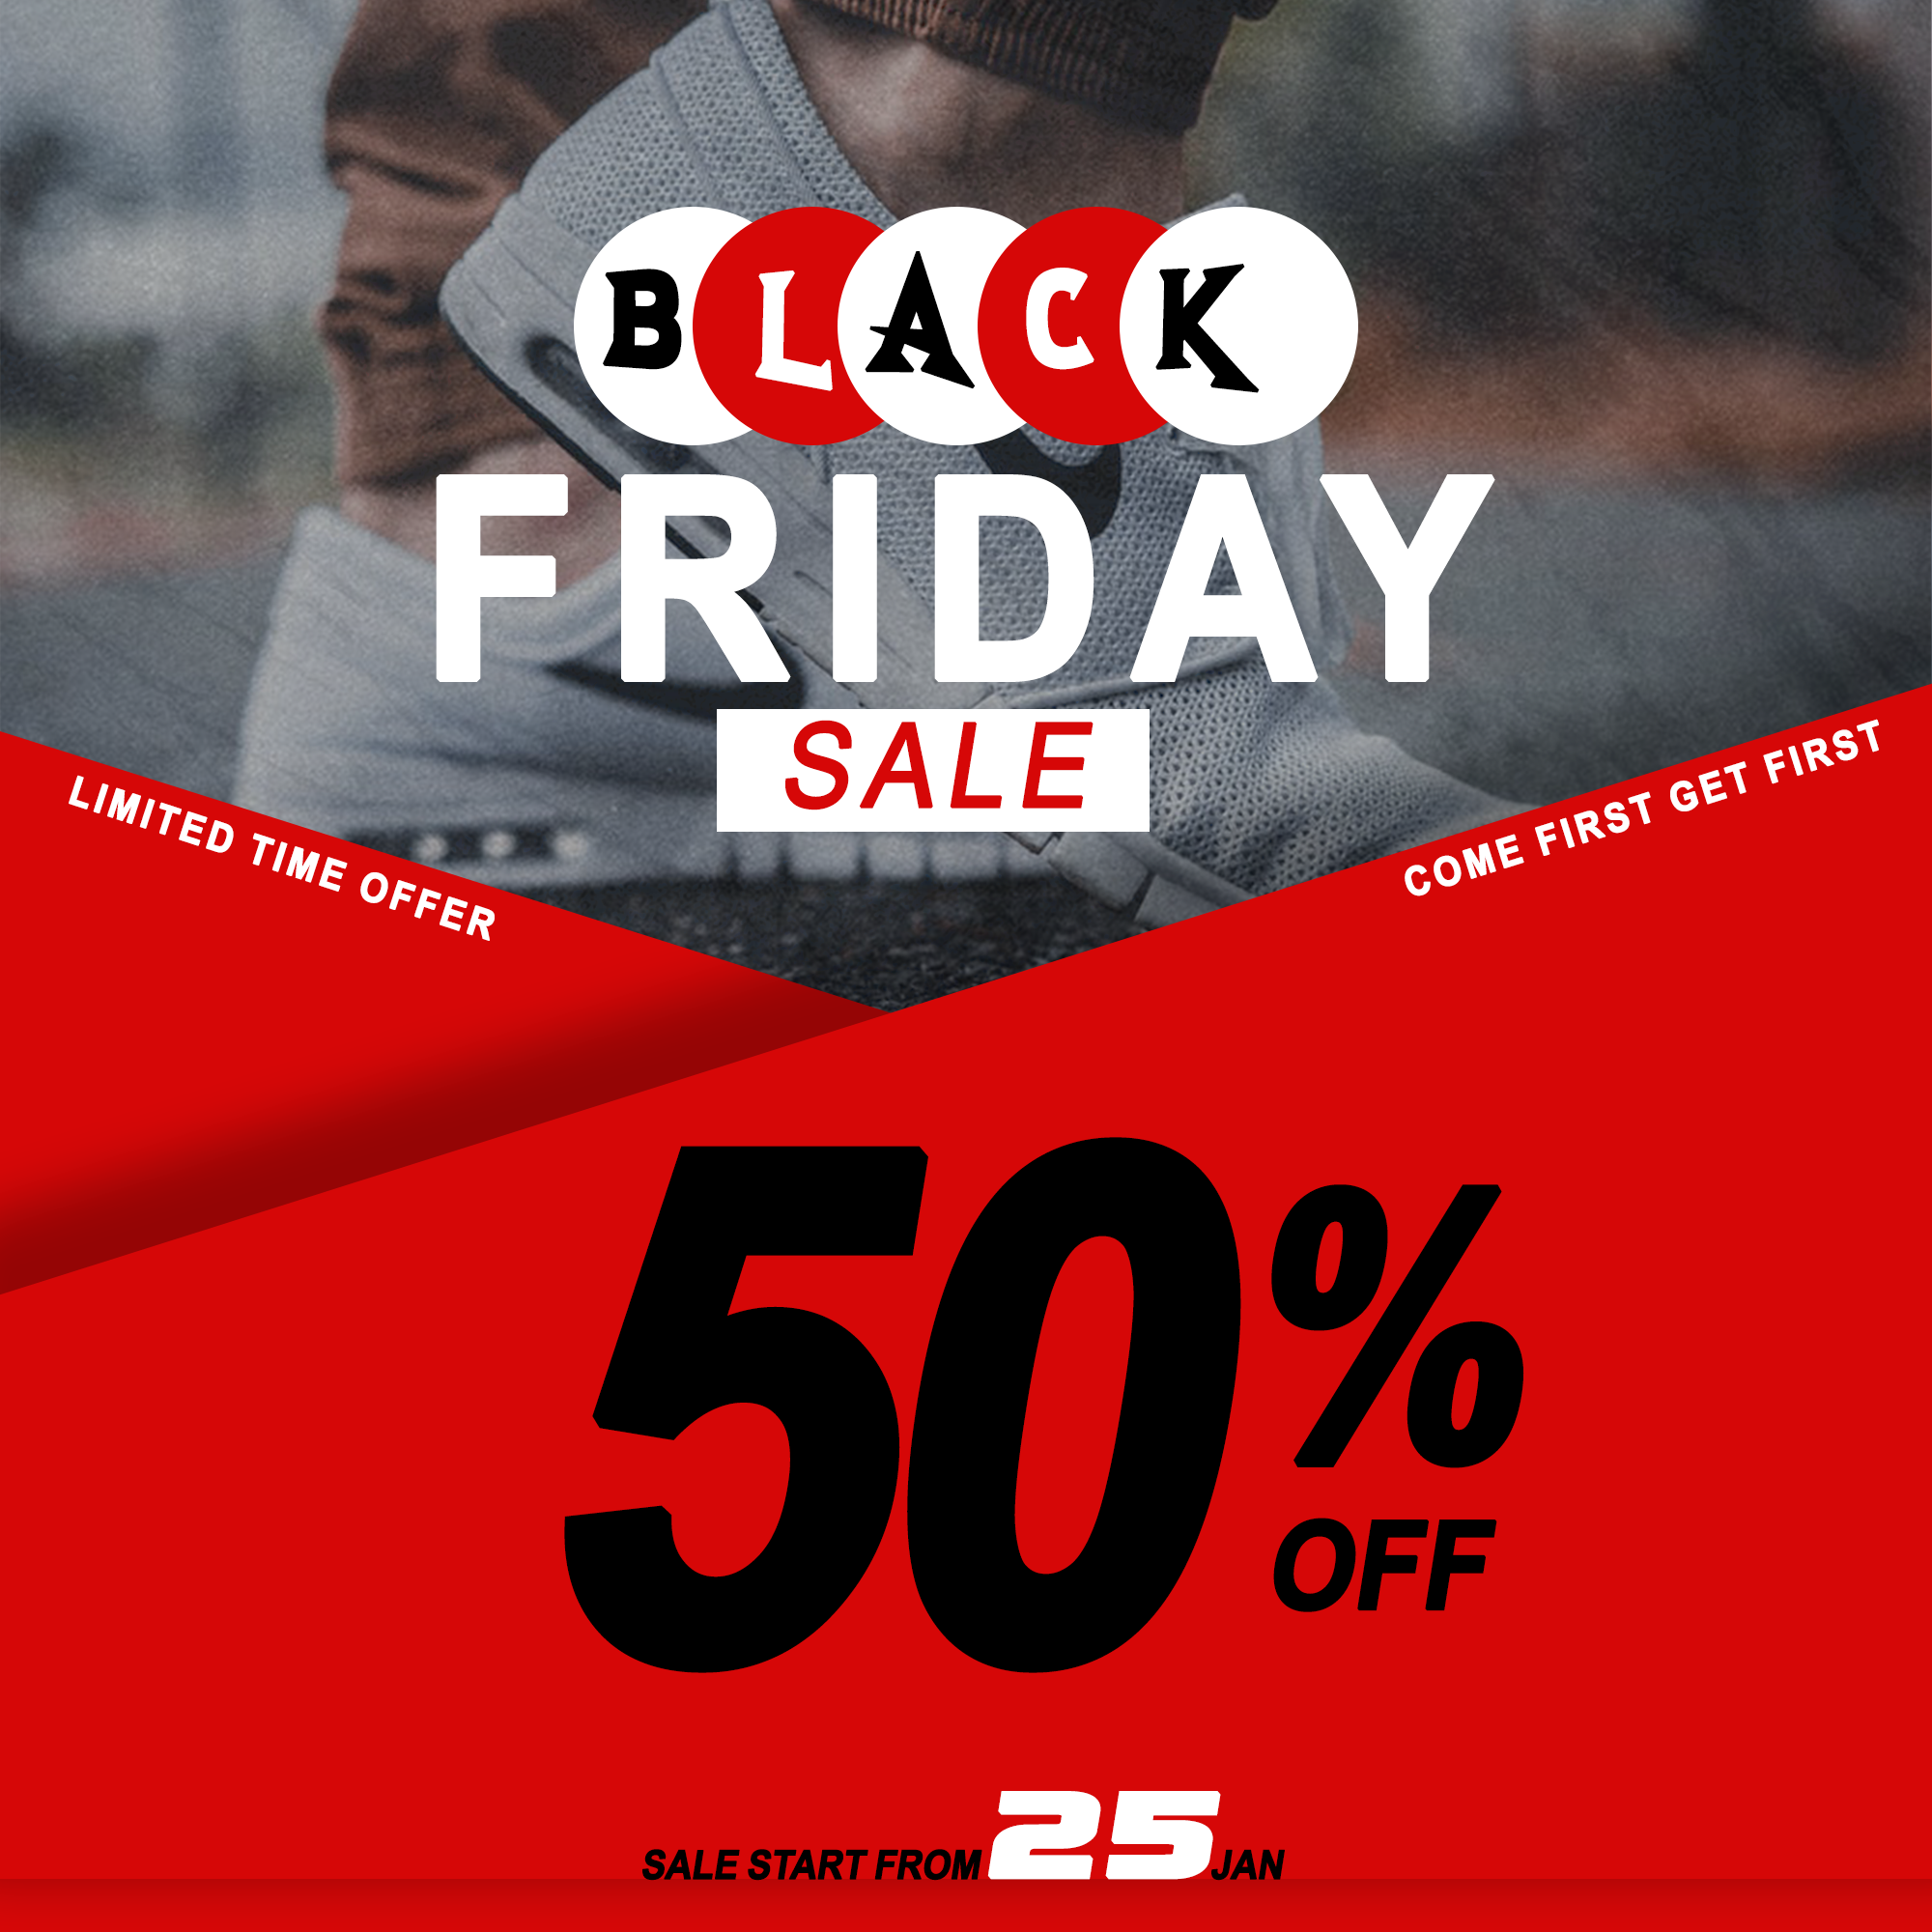 BLACK
FRIDAY
SALE
LIMITED TIME OFFER
COME FIRST GET FIRST
50%
OFF
SALE START FROM 25 JAN